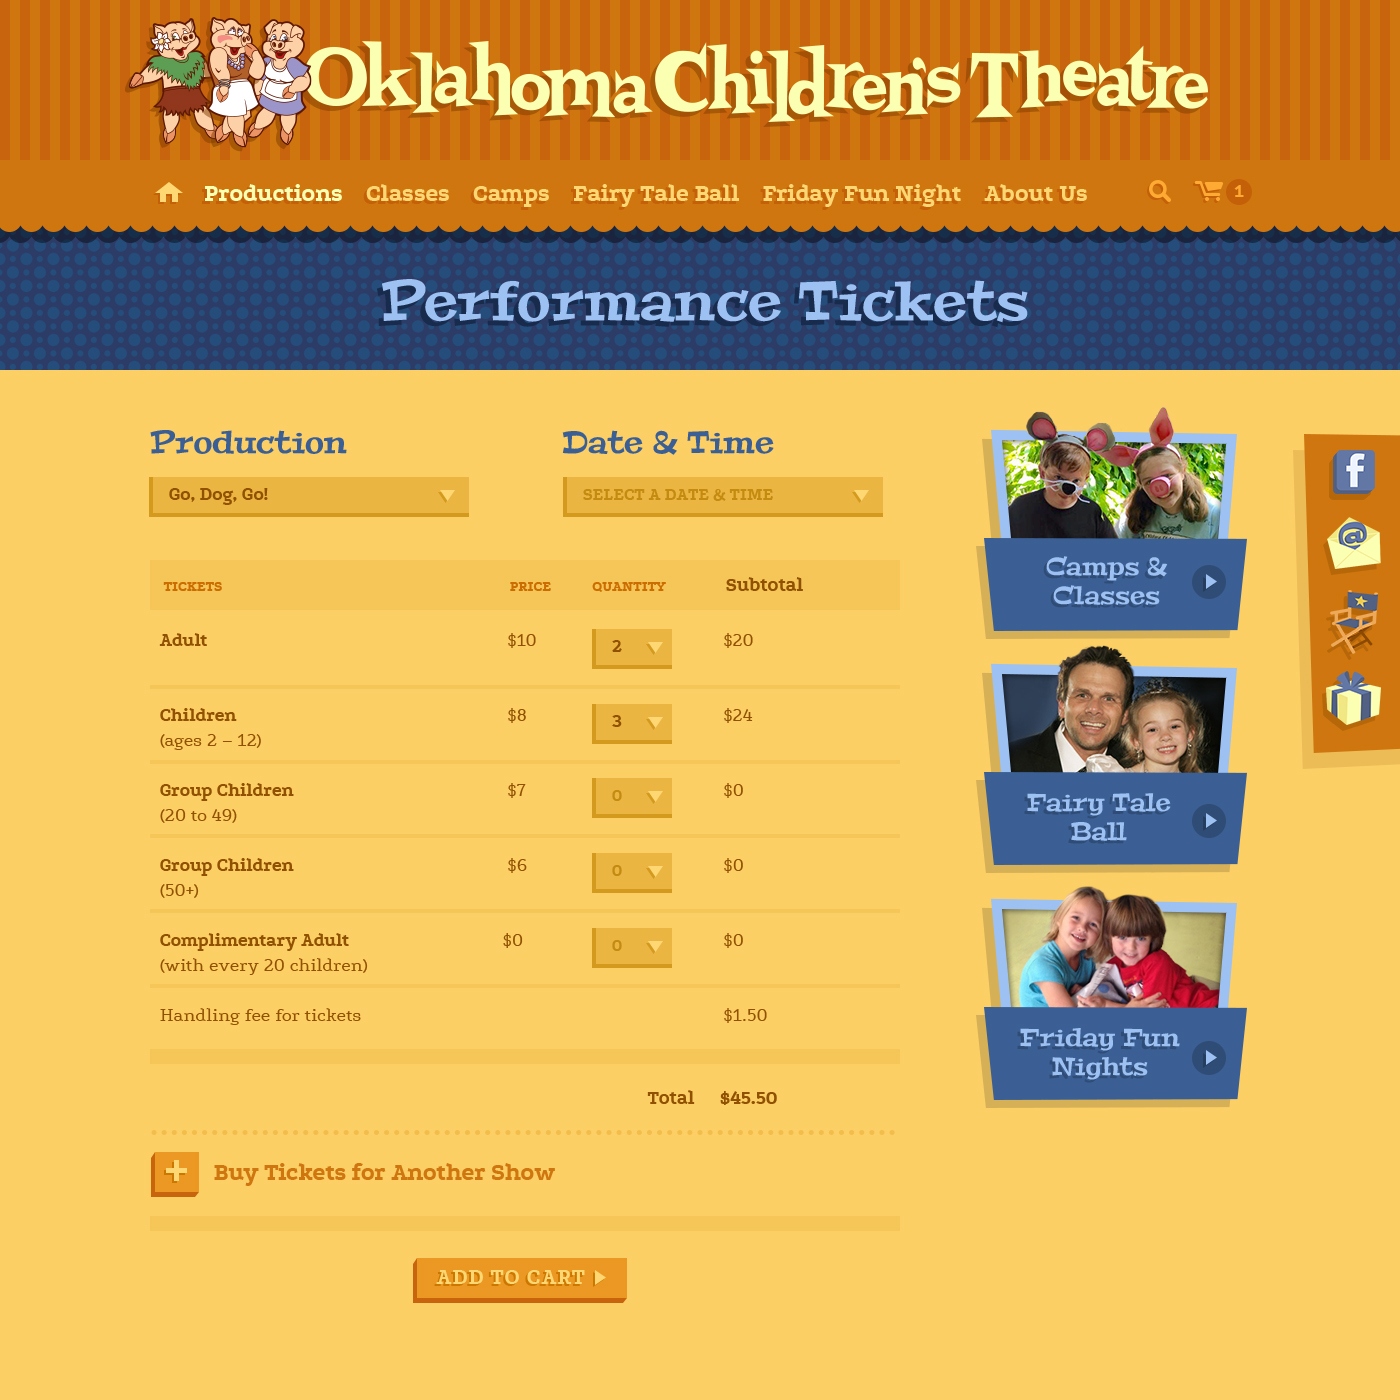 Oklahoma Children's Theatre
Productions Classes Camps Fairy Tale Ball Friday Fun Night About Us 1
Performance Tickets
Production Date & Time
Go, Dog, Go! SELECT A DATE & TIME
TICKETS PRICE QUANTITY Subtotal
Adult $10 2 $20
Children $8 3 $24
(ages 2 – 12)
Group Children $7 0 $0
(20 to 49)
Group Children $6 0 $0
(50+)
Complimentary Adult $0 0 $0
(with every 20 children)
Handling fee for tickets $1.50
Total $45.50
Buy Tickets for Another Show
ADD TO CART
Camps &
Classes
Fairy Tale
Ball
Friday Fun
Nights
f
@